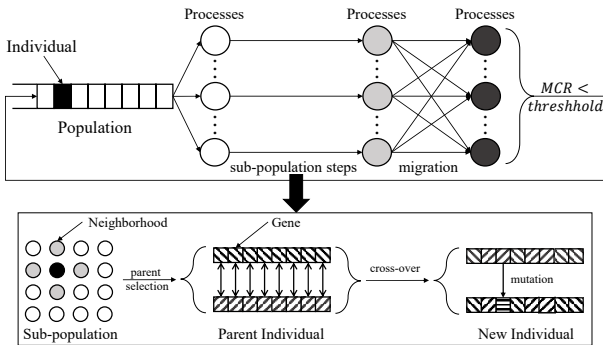 Processes
Processes
Processes
Individual
Population
MCR <
threshhold
sub-population steps
migration
Neighborhood
Gene
parent
selection
cross-over
mutation
Sub-population
Parent Individual
New Individual